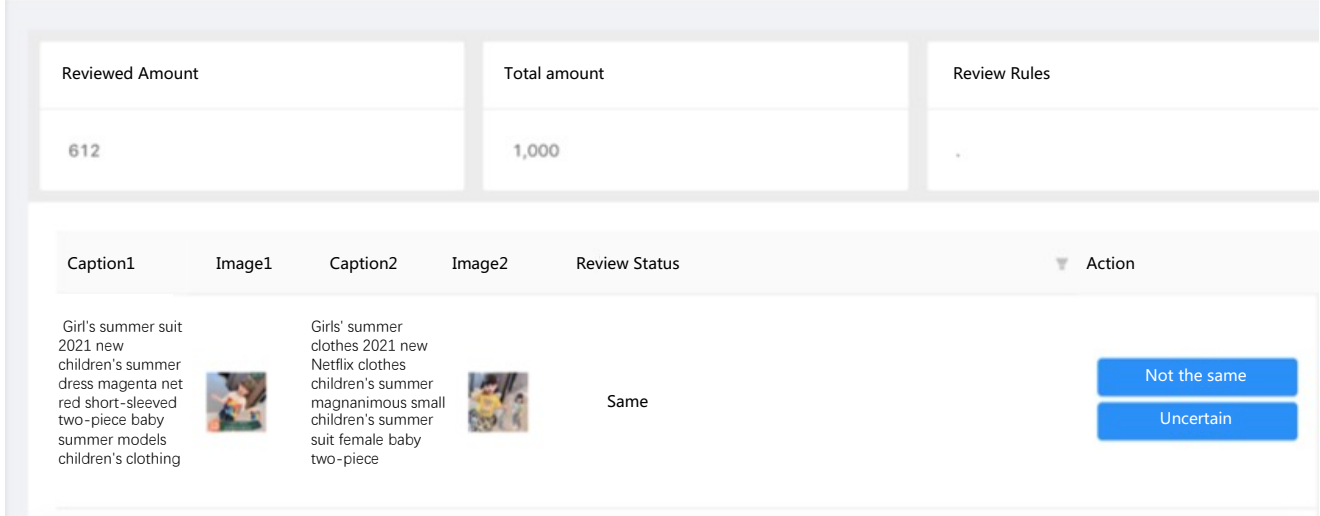 Reviewed Amount
Total amount
Review Rules
612
1,000
.
Caption1
Image1
Caption2
Image2
Review Status
Action
Girl's summer suit
2021 new
children's summer
dress magenta net
red short-sleeved
two-piece baby
summer models
children's clothing
Girls' summer
clothes 2021 new
Netflix clothes
children's summer
magnanimous small
children's summer
suit female baby
two-piece
Same
Not the same
Uncertain